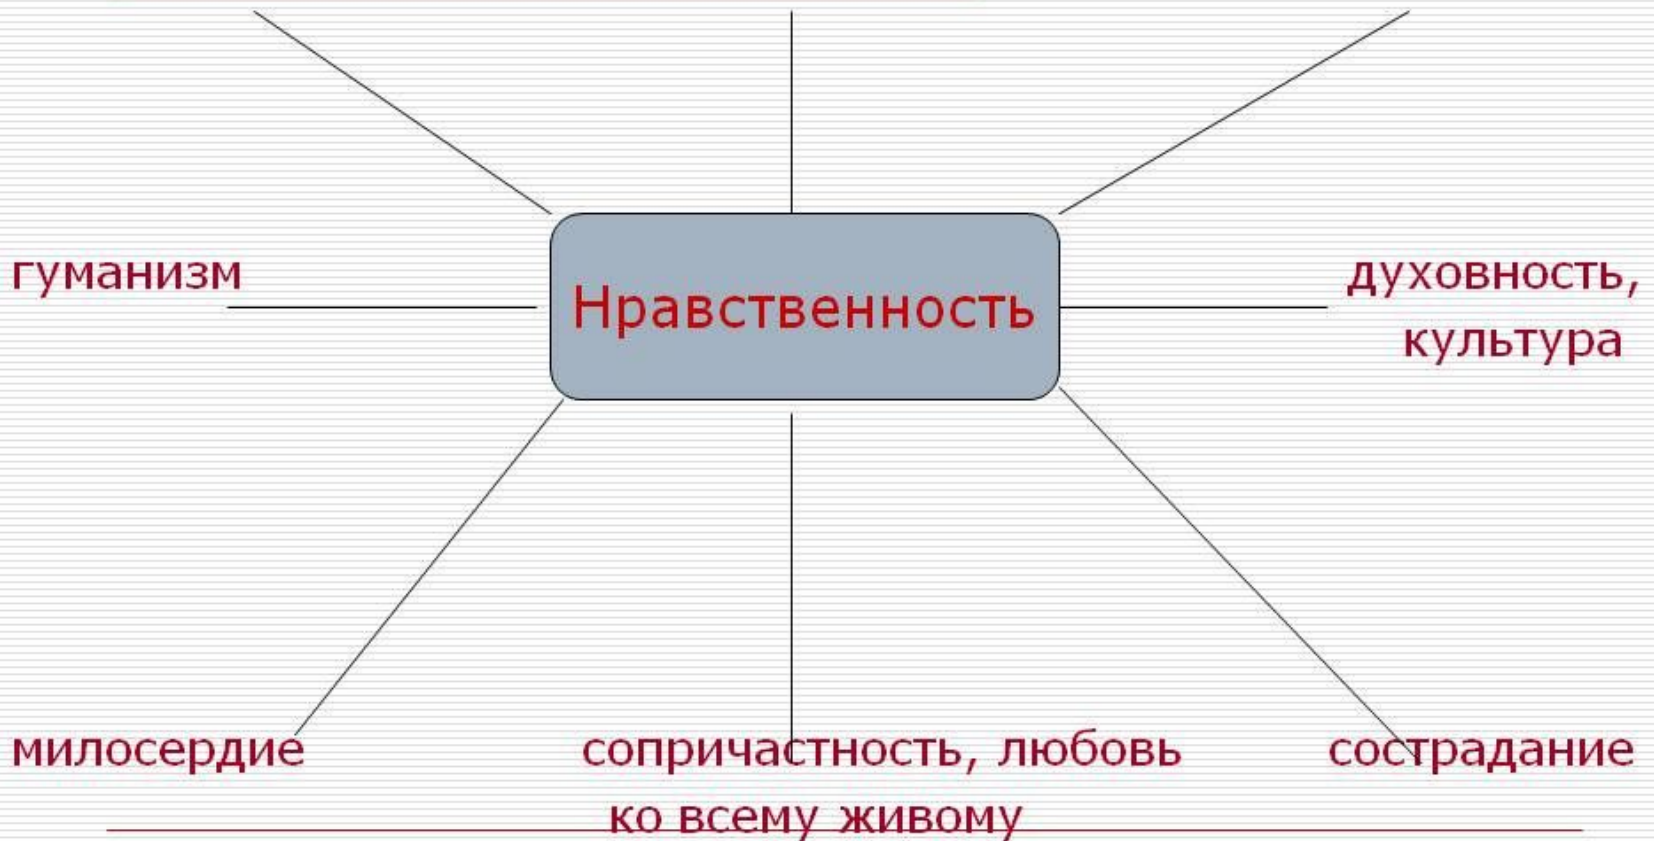 гуманизм
Нравственность
духовность,
культура
милосердие
сопричастность, любовь
ко всему живому
сострадание